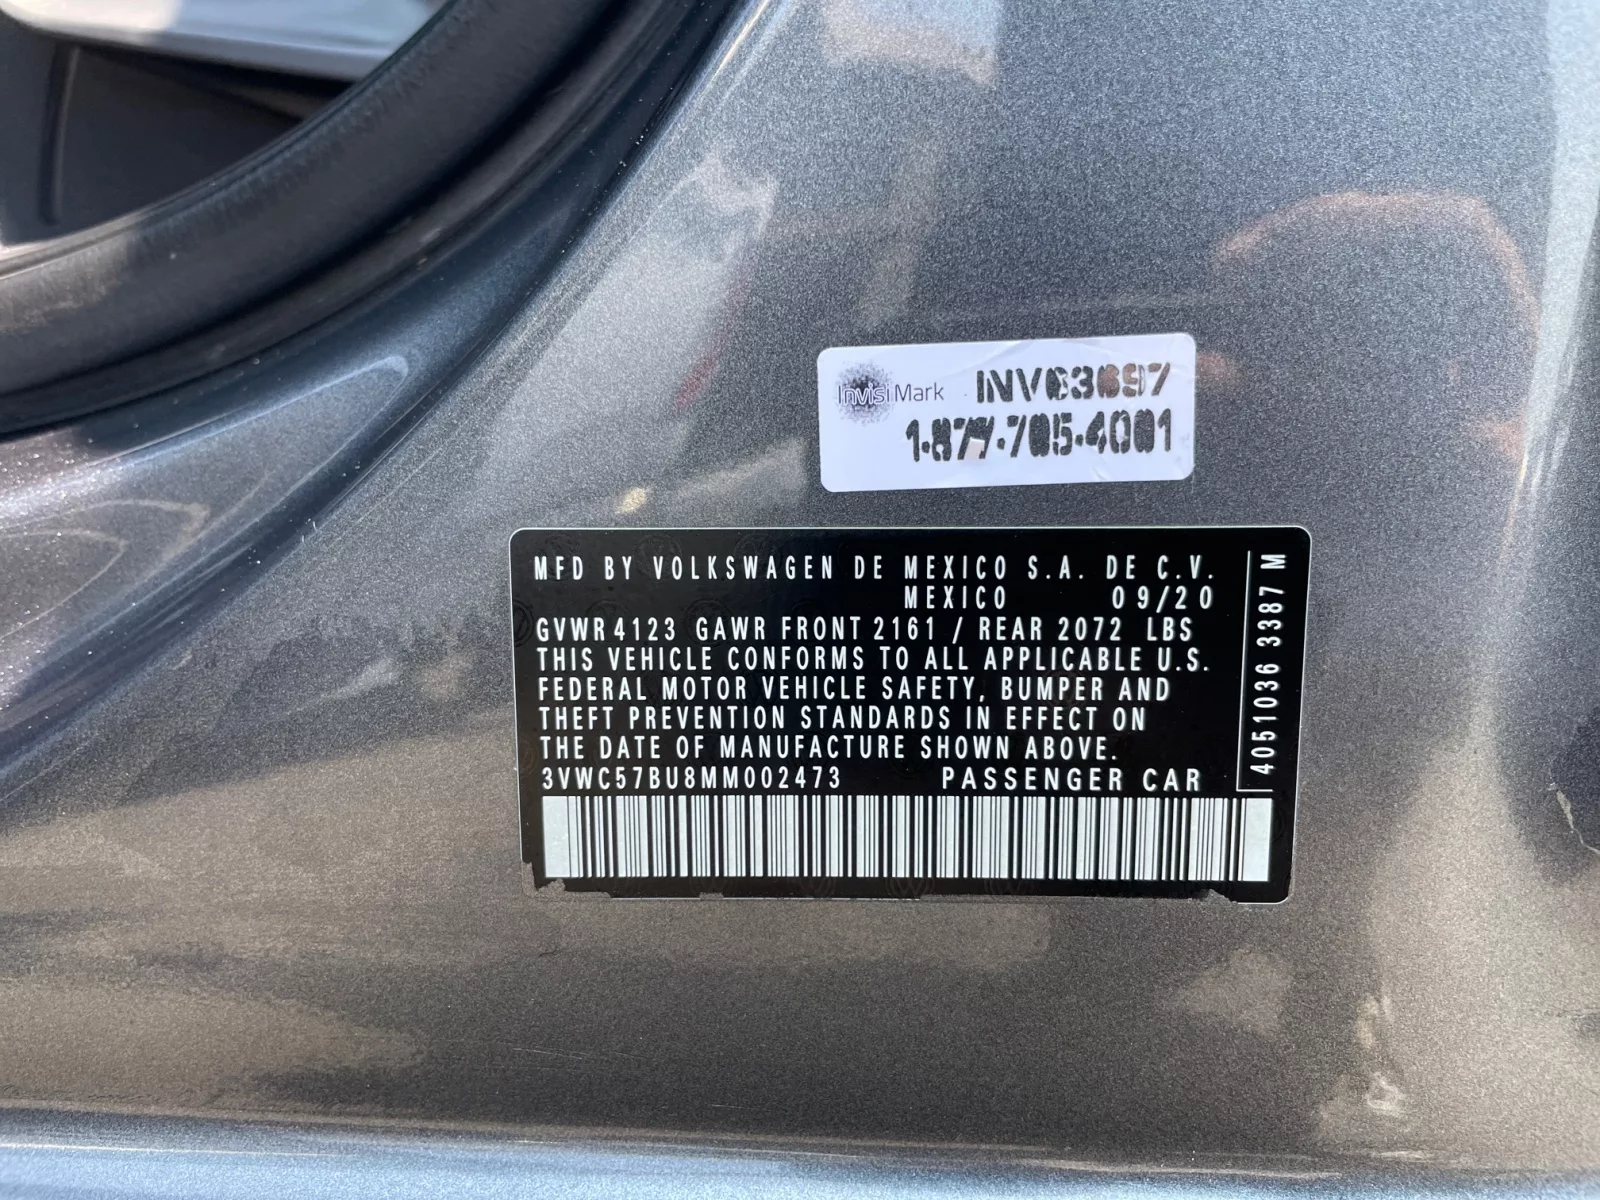 InvisiMark INV63697
1-877-705-4001
MFD BY VOLKSWAGEN DE MEXICO S.A. DE C.V.
MEXICO 09/20
GVWR 4123 GAWR FRONT 2161 / REAR 2072 LBS
THIS VEHICLE CONFORMS TO ALL APPLICABLE U.S.
FEDERAL MOTOR VEHICLE SAFETY, BUMPER AND
THEFT PREVENTION STANDARDS IN EFFECT ON
THE DATE OF MANUFACTURE SHOWN ABOVE.
3VWC57BU8MM002473 PASSENGER CAR
4051036 3387 M